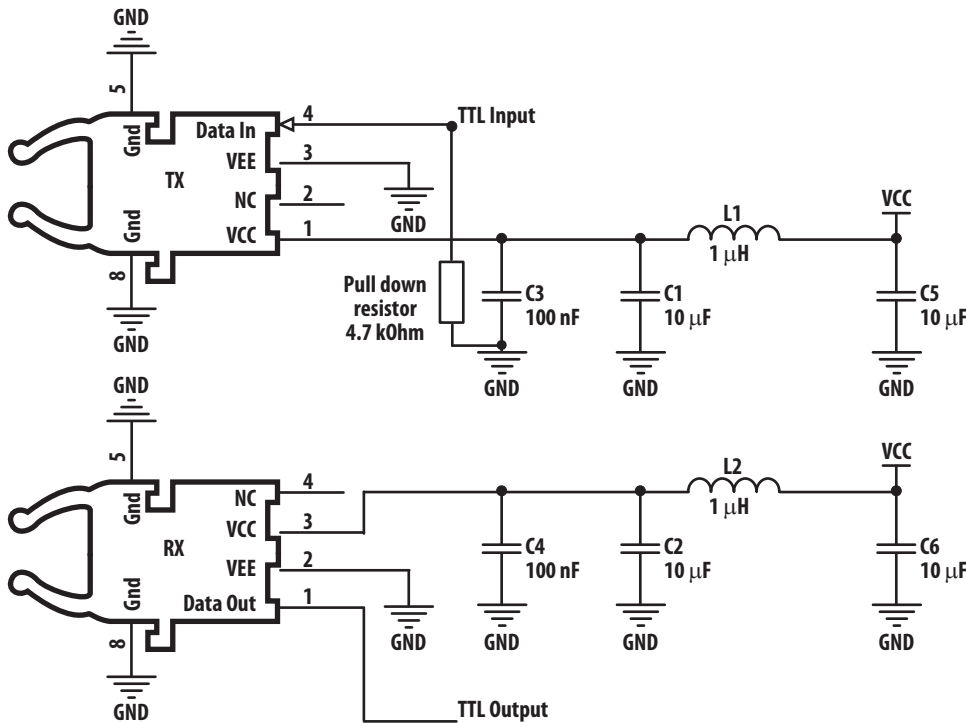 GND
5
Gnd
Data In
4
TTL Input
VEE
3
TX
NC
2
GND
VCC
1
Gnd
8
GND
L1
1 μH
VCC
Pull down
resistor
4.7 kOhm
C3
100 nF
C1
10 μF
C5
10 μF
GND
GND
GND
GND
5
Gnd
NC
4
VCC
3
RX
VEE
2
GND
Data Out
1
Gnd
8
GND
L2
1 μH
VCC
C4
100 nF
C2
10 μF
C6
10 μF
GND
GND
GND
TTL Output